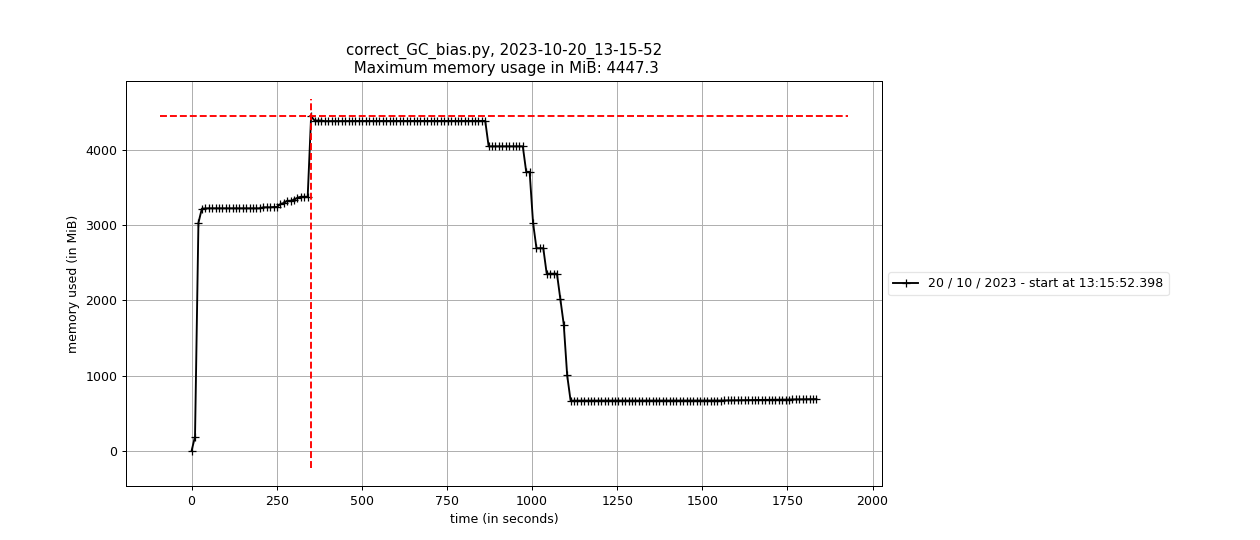 correct_GC_bias.py, 2023-10-20_13-15-52
Maximum memory usage in MiB: 4447.3
memory used (in MiB)
4000
3000
2000
1000
0
0 250 500 750 1000 1250 1500 1750 2000
time (in seconds)
20 / 10 / 2023 - start at 13:15:52.398